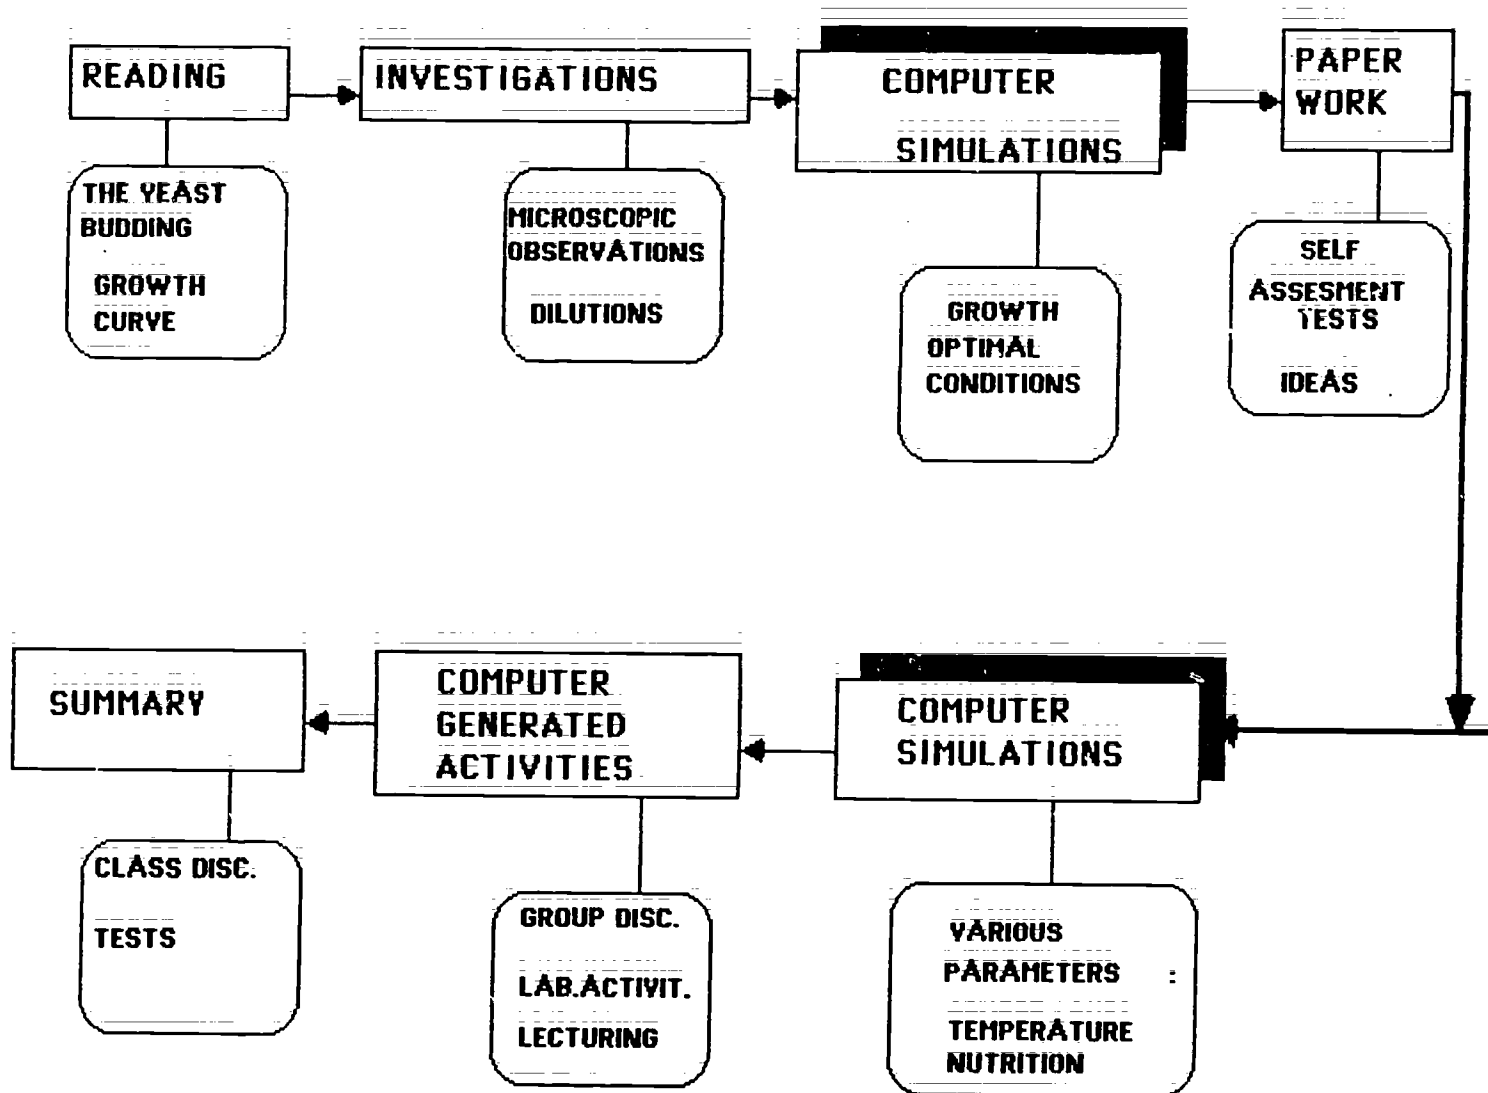 READING
INVESTIGATIONS
COMPUTER
SIMULATIONS
PAPER
WORK
THE YEAST
BUDDING
GROWTH
CURVE
MICROSCOPIC
OBSERVATIONS
DILUTIONS
GROWTH
OPTIMAL
CONDITIONS
SELF
ASSESMENT
TESTS
IDEAS
SUMMARY
COMPUTER
GENERATED
ACTIVITIES
COMPUTER
SIMULATIONS
CLASS DISC.
TESTS
GROUP DISC.
LAB.ACTIVIT.
LECTURING
VARIOUS
PARAMETERS :
TEMPERATURE
NUTRITION